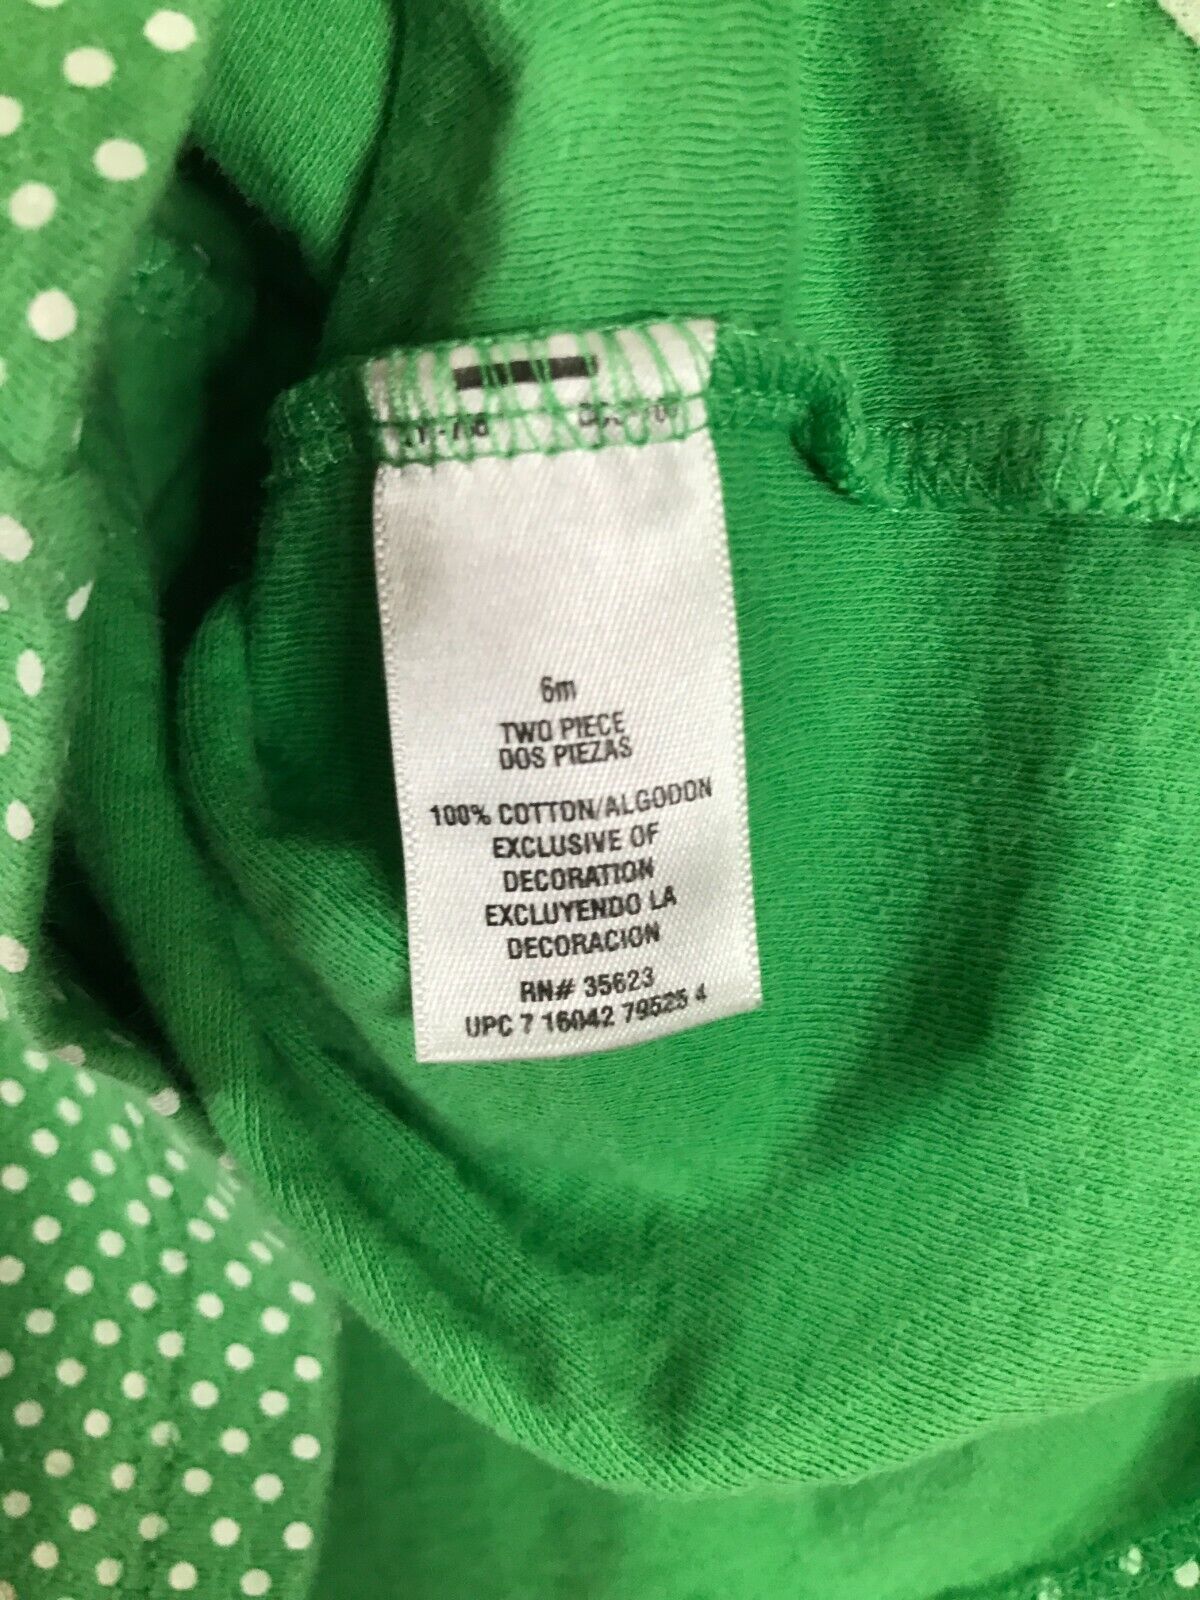 6m
TWO PIECE
DOS PIEZAS
100% COTTON/ALGODON
EXCLUSIVE OF
DECORATION
EXCLUYENDO LA
DECORACION
RN# 35623
UPC 7 16042 79525 4